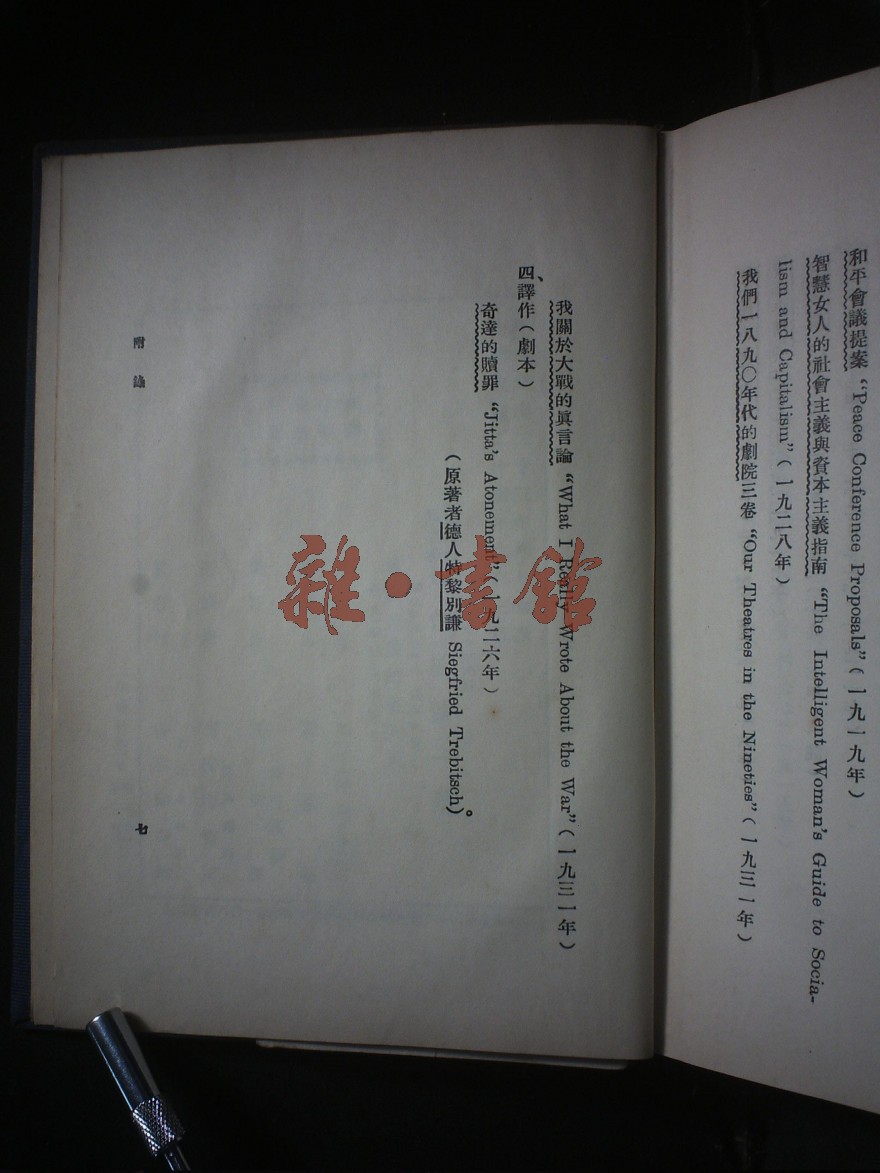 和平會議提案 “Peace Conference Proposals”（一九一九年）
智慧女人的社會主義與資本主義指南 “The Intelligent Woman's Guide to Socia-
lism and Capitalism”（一九二八年）
我們一八九〇年代的劇院三卷 “Our Theatres in the Nineties”（一九三一年）
我關於大戰的眞言論 “What I Really Wrote About the War”（一九三一年）
四、譯作（劇本）
奇達的贖罪 “Jitta's Atonement”（一九二六年）
（原著者德人特黎別謙 Siegfried Trebitsch)。
附錄
七
雜·書館